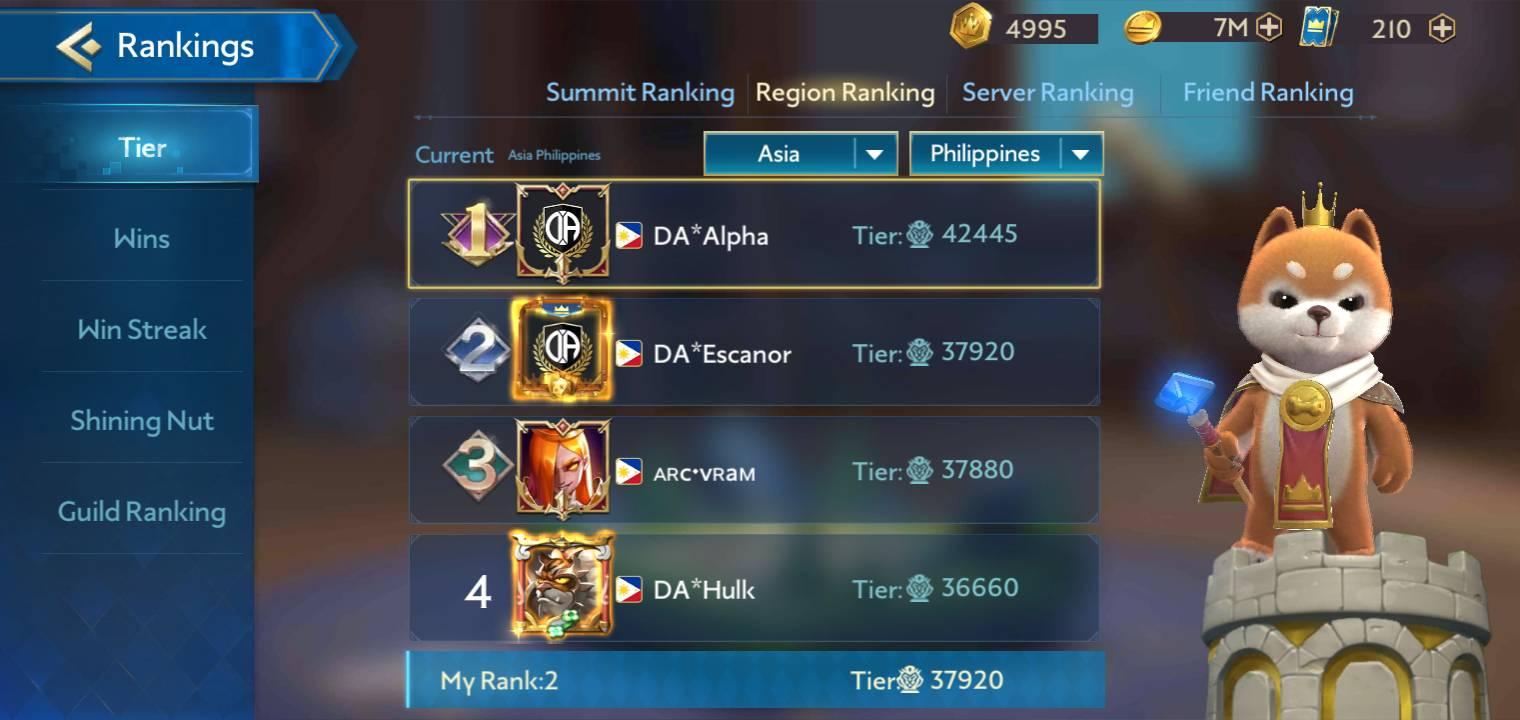 Rankings
4995
7M
210
Summit Ranking
Region Ranking
Server Ranking
Friend Ranking
Tier
Wins
Win Streak
Shining Nut
Guild Ranking
Current Asia Philippines
Asia
Philippines
1 DA DA*Alpha Tier: 42445
2 DA DA*Escanor Tier: 37920
3 ᴀʀᴄ·ᴠʀᴀᴍ Tier: 37880
4 DA*Hulk Tier: 36660
My Rank:2 Tier: 37920